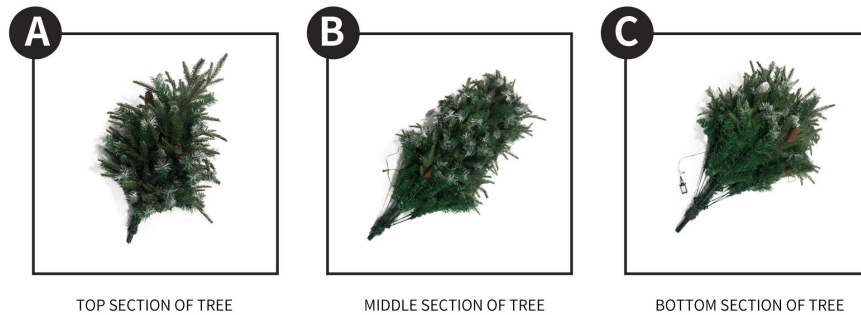 A
B
C
TOP SECTION OF TREE
MIDDLE SECTION OF TREE
BOTTOM SECTION OF TREE